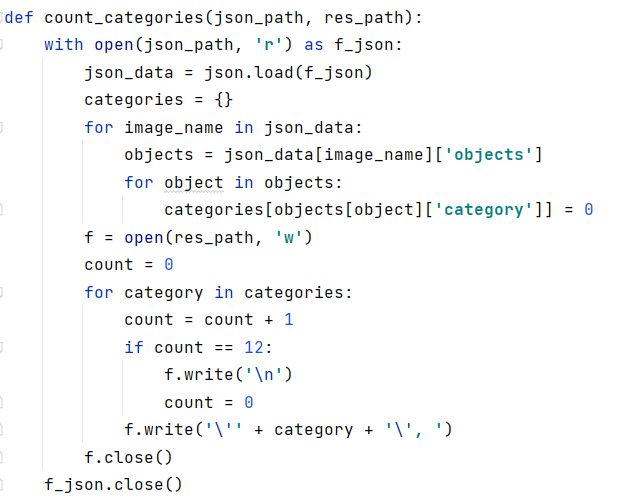 def count_categories(json_path, res_path):
    with open(json_path, 'r') as f_json:
        json_data = json.load(f_json)
        categories = {}
        for image_name in json_data:
            objects = json_data[image_name]['objects']
            for object in objects:
                categories[objects[object]['category']] = 0
        f = open(res_path, 'w')
        count = 0
        for category in categories:
            count = count + 1
            if count == 12:
                f.write('\n')
                count = 0
            f.write('\'' + category + '\', ')
        f.close()
    f_json.close()